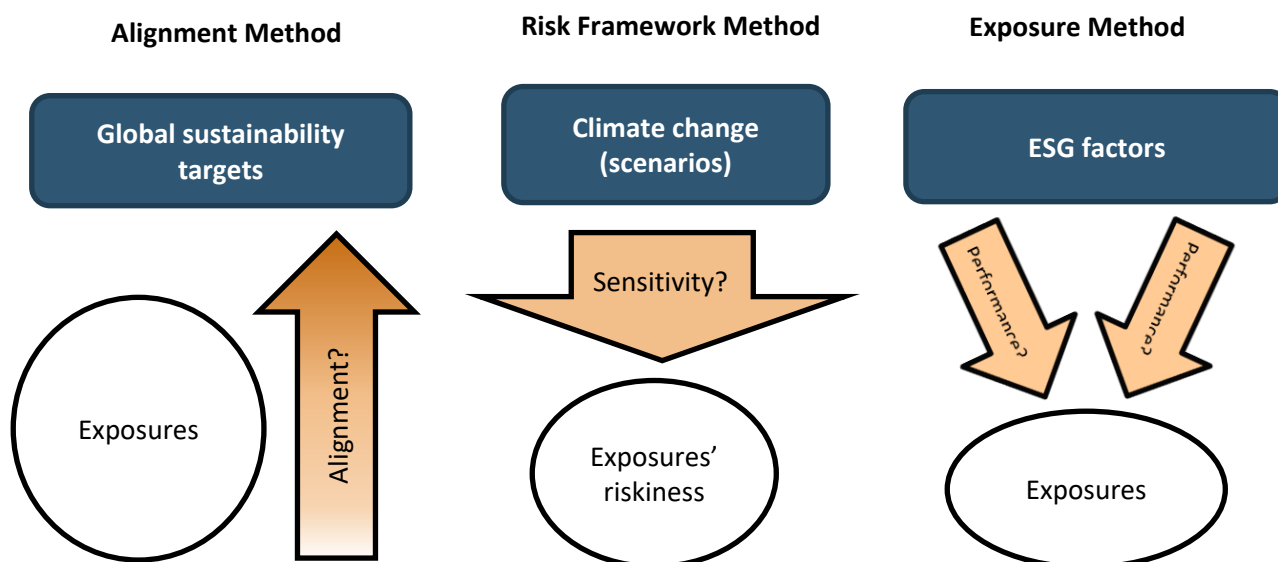 Alignment Method
Global sustainability
targets
Exposures
Alignment?
Risk Framework Method
Climate change
(scenarios)
Sensitivity?
Exposures'
riskiness
Exposure Method
ESG factors
Performance?
Performance?
Exposures